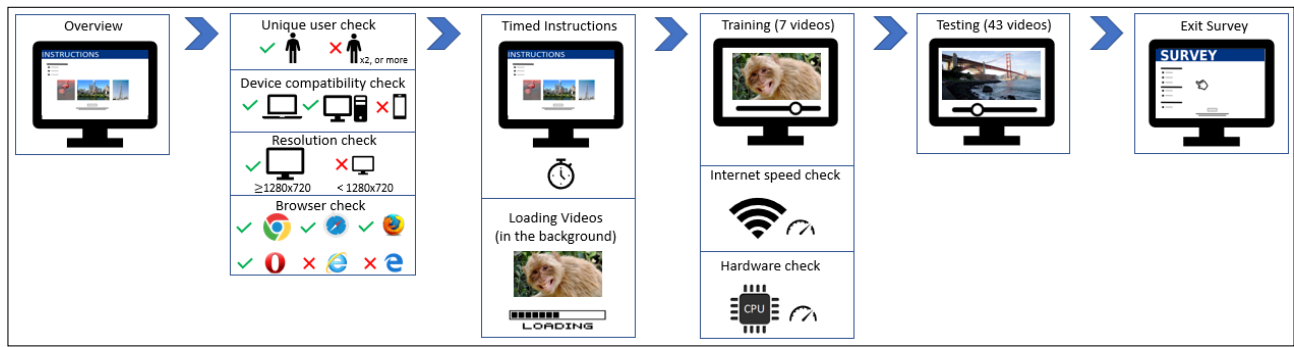 Overview
INSTRUCTIONS
Unique user check
x2, or more
Device compatibility check
Resolution check
≥1280x720
< 1280x720
Browser check
Timed Instructions
INSTRUCTIONS
Loading Videos
(in the background)
LOADING
Training (7 videos)
Internet speed check
Hardware check
CPU
Testing (43 videos)
Exit Survey
SURVEY